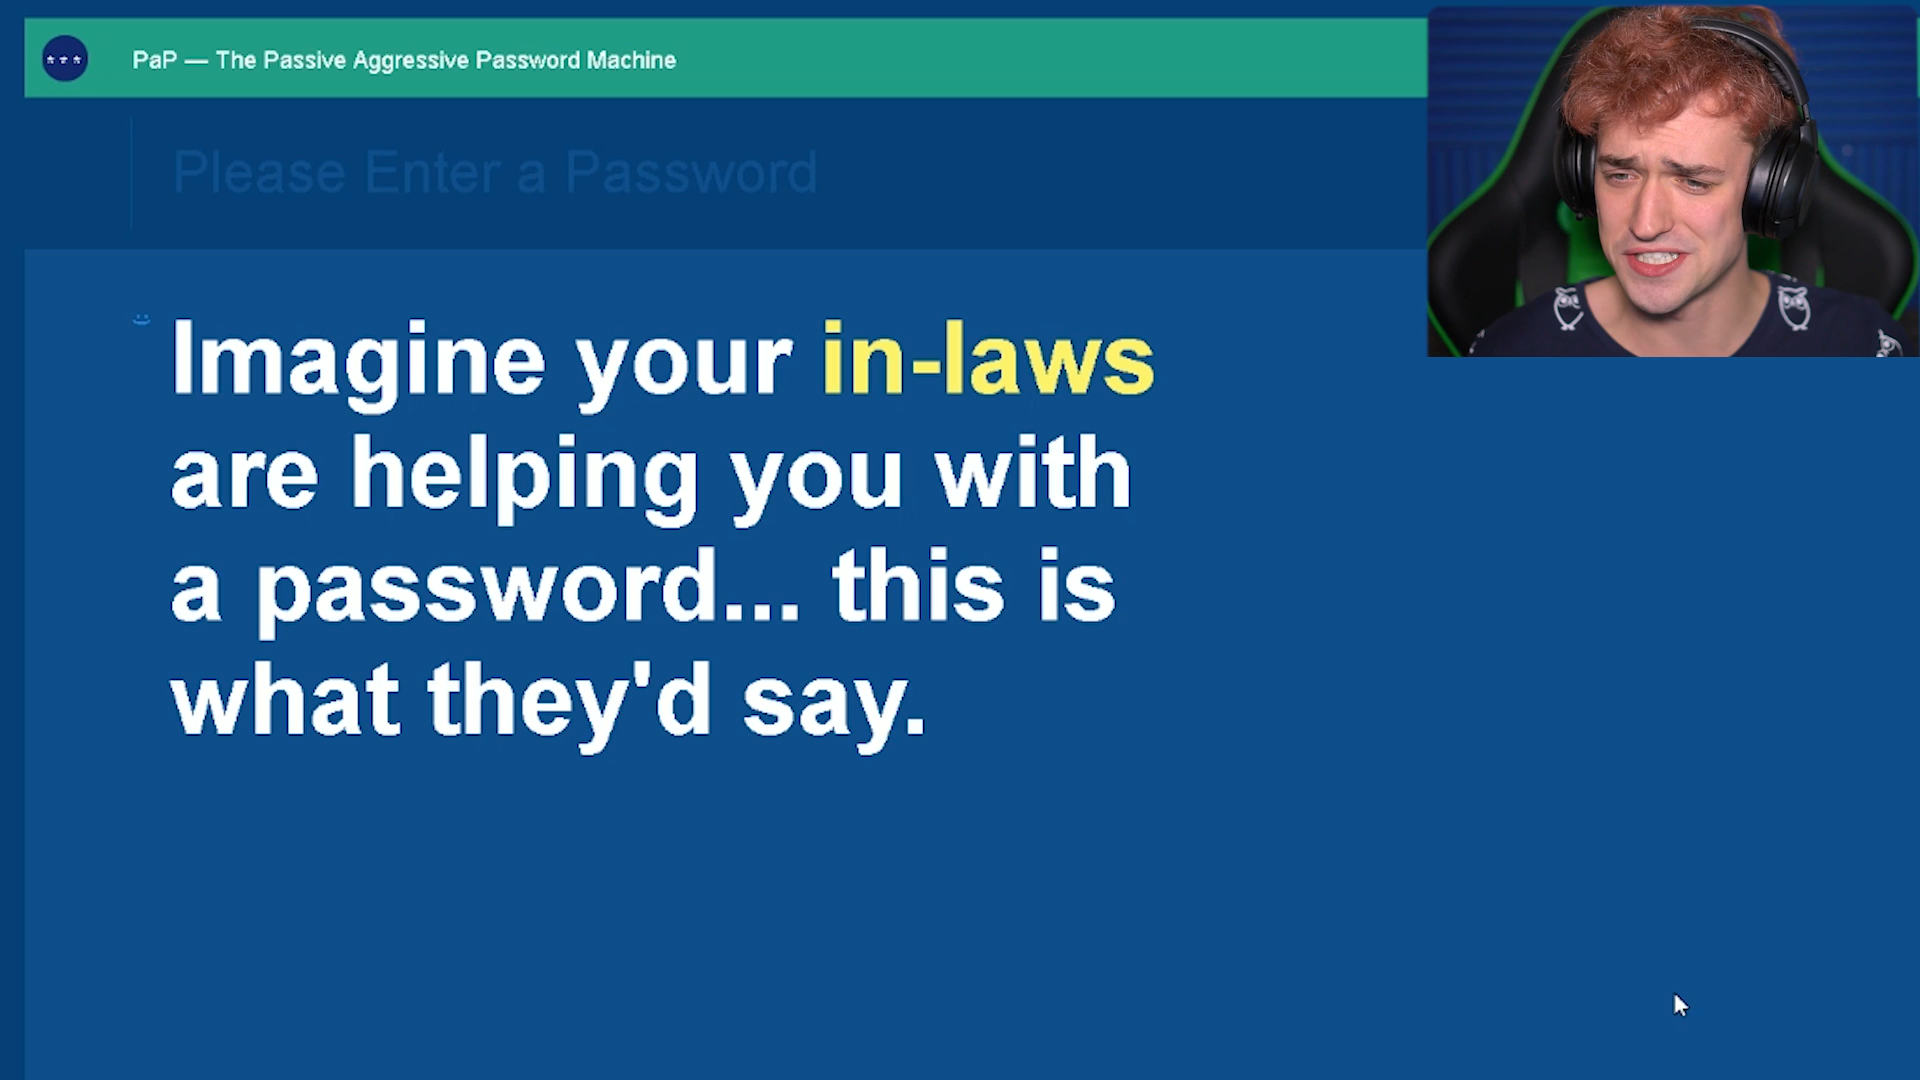 ***
PaP — The Passive Aggressive Password Machine
Please Enter a Password
Imagine your in-laws
are helping you with
a password... this is
what they'd say.